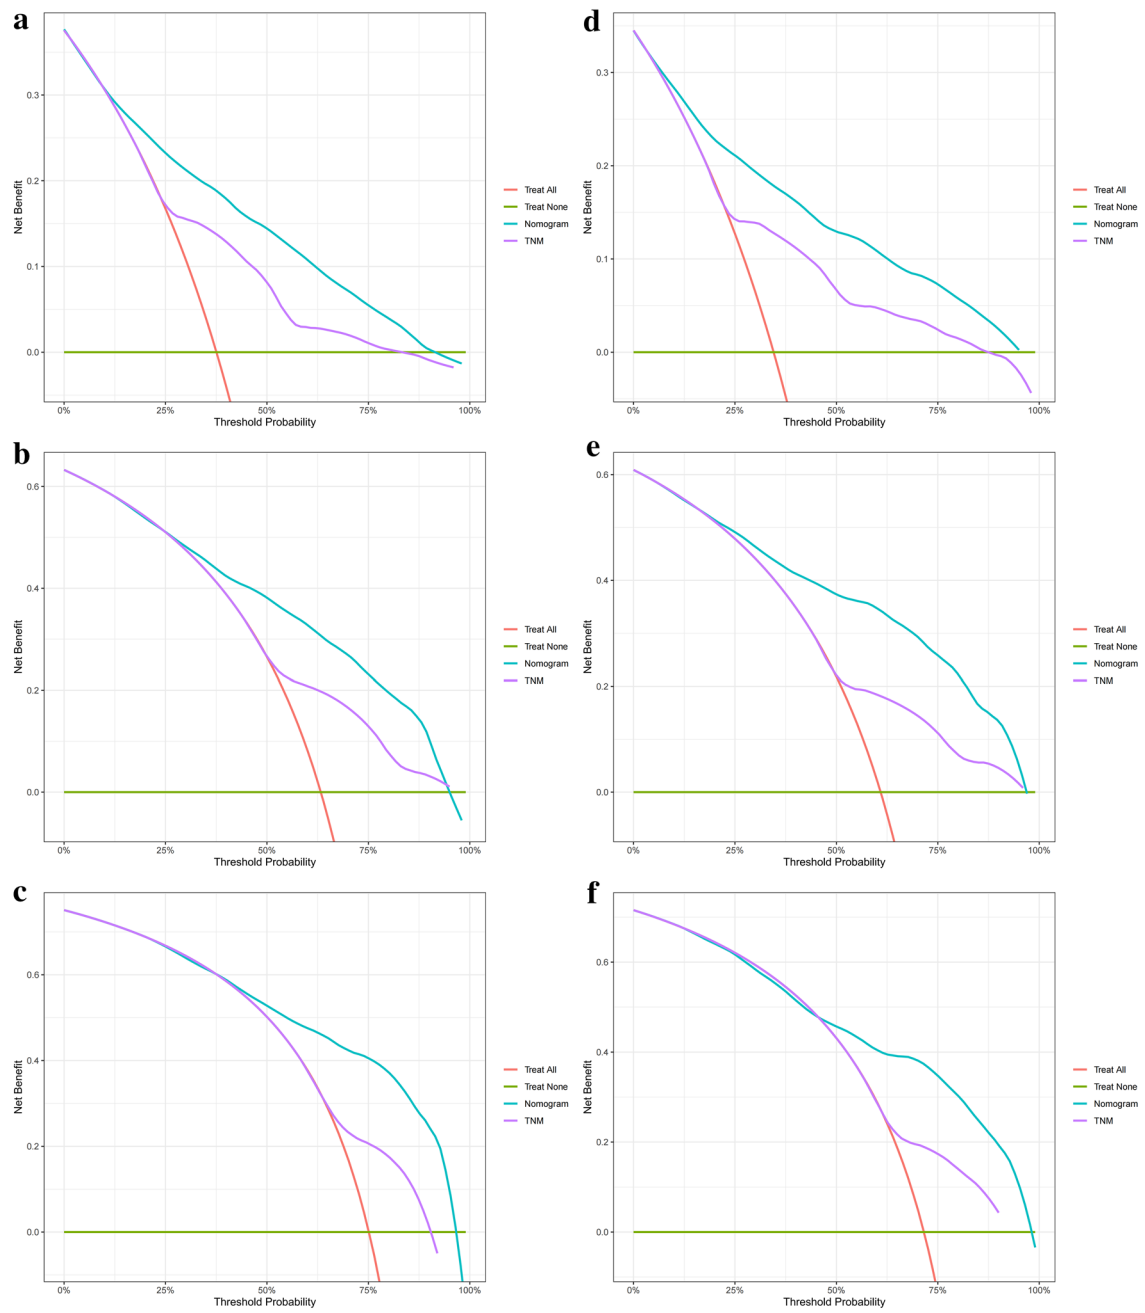 a
Net Benefit
0.3
0.2
0.1
0.0
0% 25% 50% 75% 100%
Threshold Probability
Treat All
Treat None
Nomogram
TNM
d
Net Benefit
0.3
0.2
0.1
0.0
0% 25% 50% 75% 100%
Threshold Probability
Treat All
Treat None
Nomogram
TNM
b
Net Benefit
0.6
0.4
0.2
0.0
0% 25% 50% 75% 100%
Threshold Probability
Treat All
Treat None
Nomogram
TNM
e
Net Benefit
0.6
0.4
0.2
0.0
0% 25% 50% 75% 100%
Threshold Probability
Treat All
Treat None
Nomogram
TNM
c
Net Benefit
0.6
0.4
0.2
0.0
0% 25% 50% 75% 100%
Threshold Probability
Treat All
Treat None
Nomogram
TNM
f
Net Benefit
0.6
0.4
0.2
0.0
0% 25% 50% 75% 100%
Threshold Probability
Treat All
Treat None
Nomogram
TNM